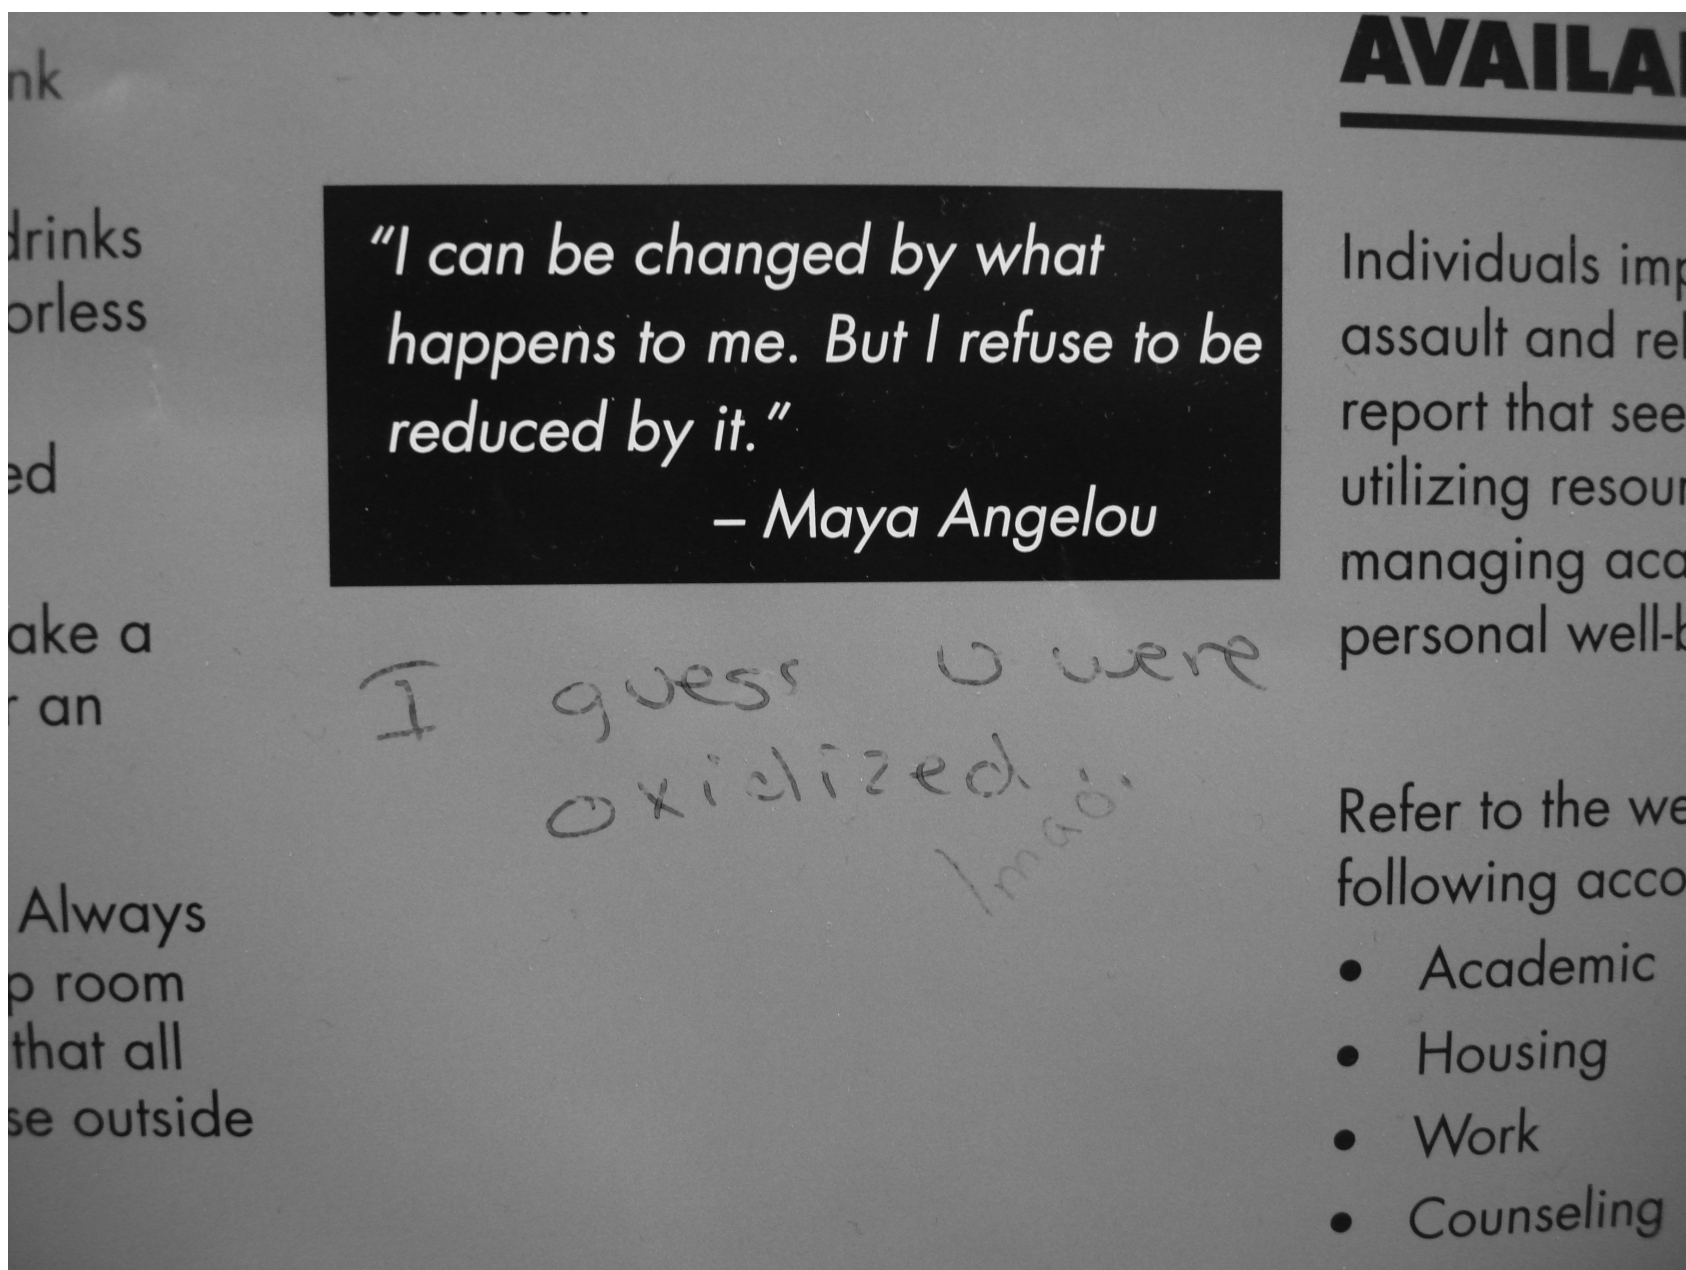 nk
drinks
orless
ed
ake a
r an
Always
p room
that all
se outside
"I can be changed by what
happens to me. But I refuse to be
reduced by it."
– Maya Angelou
I guess u were
oxidized
lmao
AVAILA
Individuals imp
assault and rel
report that see
utilizing resour
managing aca
personal well-b
Refer to the we
following acco
• Academic
• Housing
• Work
• Counseling